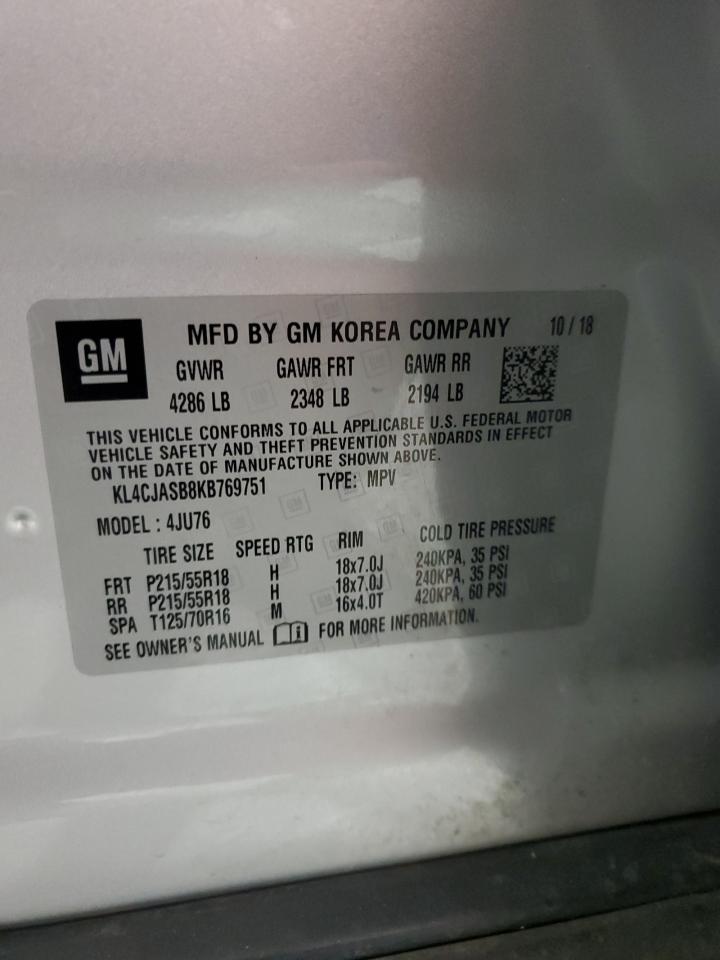 GM
MFD BY GM KOREA COMPANY 10 / 18
GVWR GAWR FRT GAWR RR
4286 LB 2348 LB 2194 LB
THIS VEHICLE CONFORMS TO ALL APPLICABLE U.S. FEDERAL MOTOR
VEHICLE SAFETY AND THEFT PREVENTION STANDARDS IN EFFECT
ON THE DATE OF MANUFACTURE SHOWN ABOVE.
KL4CJASB8KB769751 TYPE: MPV
MODEL : 4JU76
TIRE SIZE SPEED RTG RIM COLD TIRE PRESSURE
FRT P215/55R18 H 18x7.0J 240KPA, 35 PSI
RR P215/55R18 H 18x7.0J 240KPA, 35 PSI
SPA T125/70R16 M 16x4.0T 420KPA, 60 PSI
SEE OWNER'S MANUAL i FOR MORE INFORMATION.